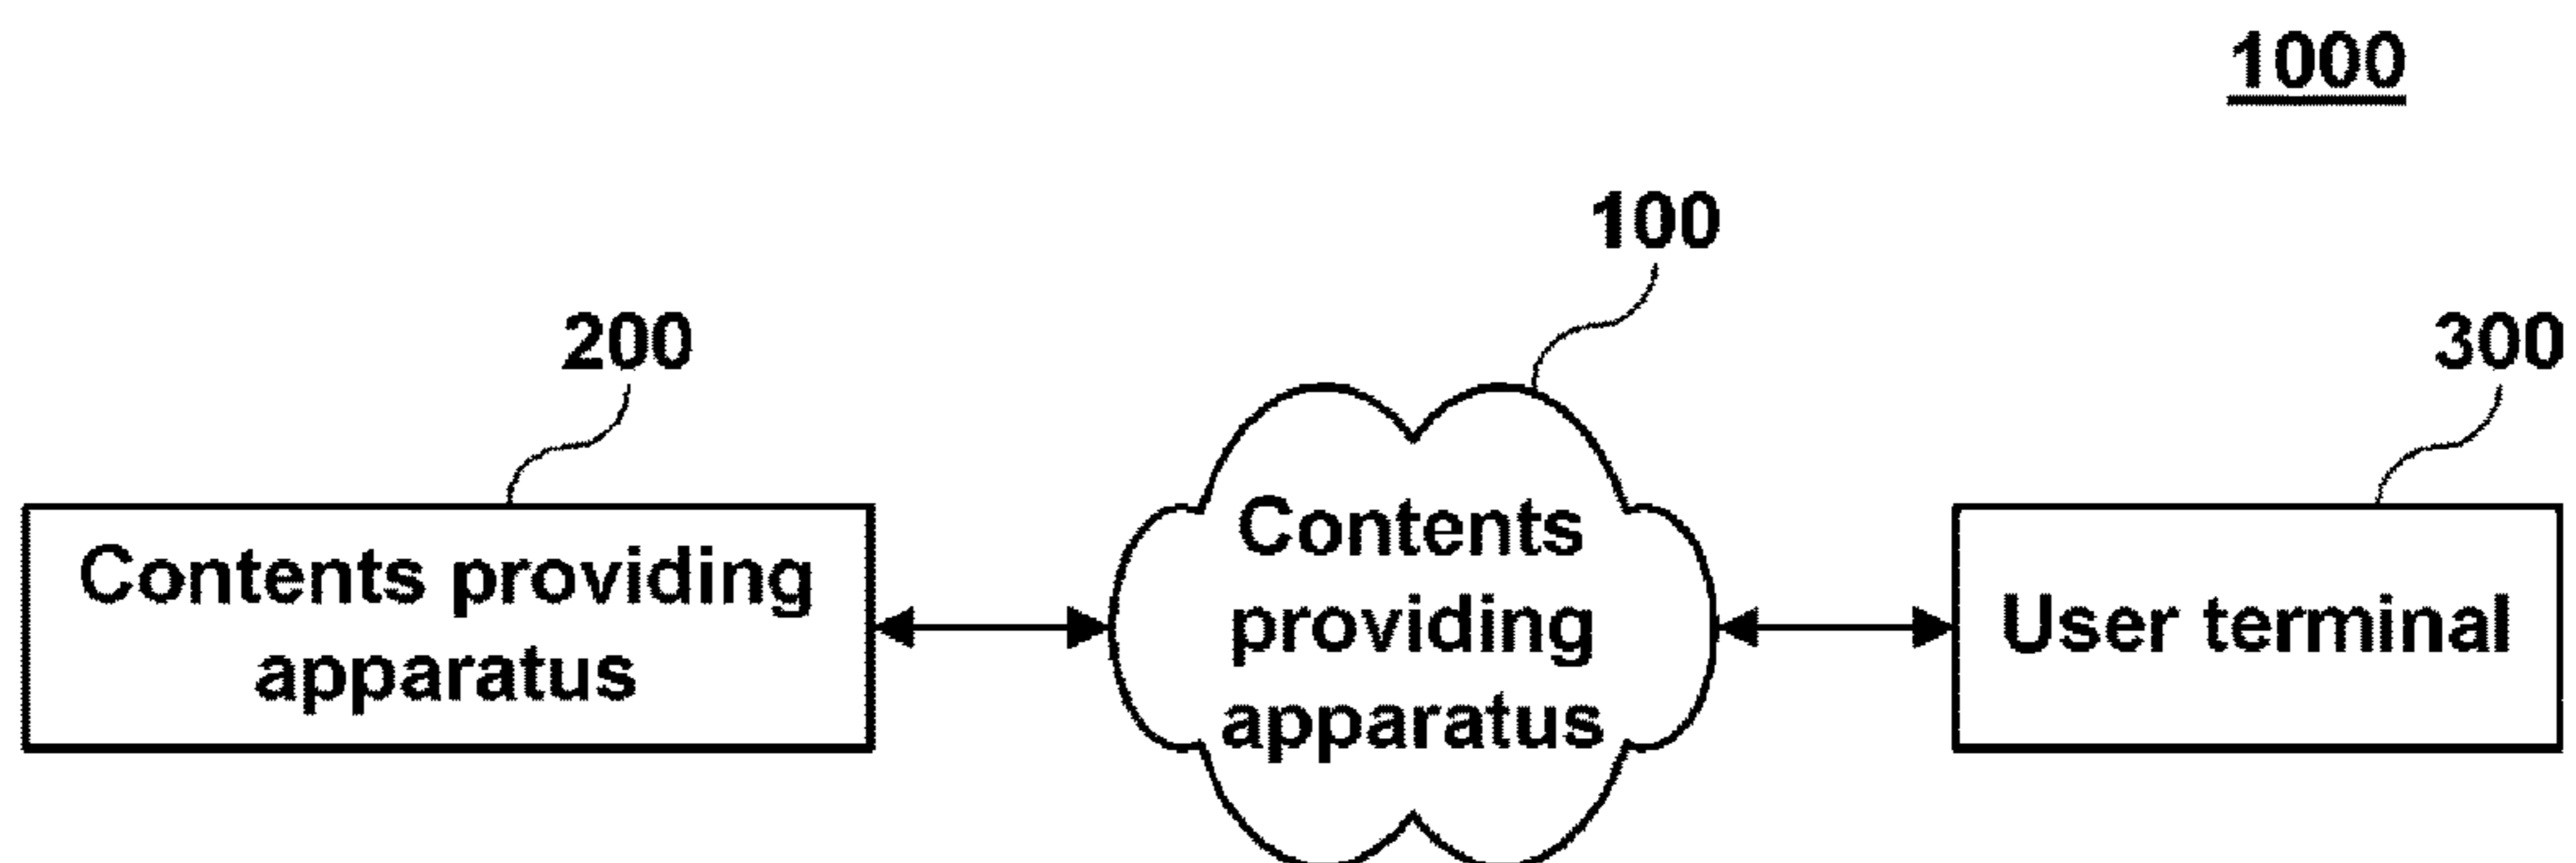 1000
100
200
300
Contents providing
apparatus
Contents
providing
apparatus
User terminal